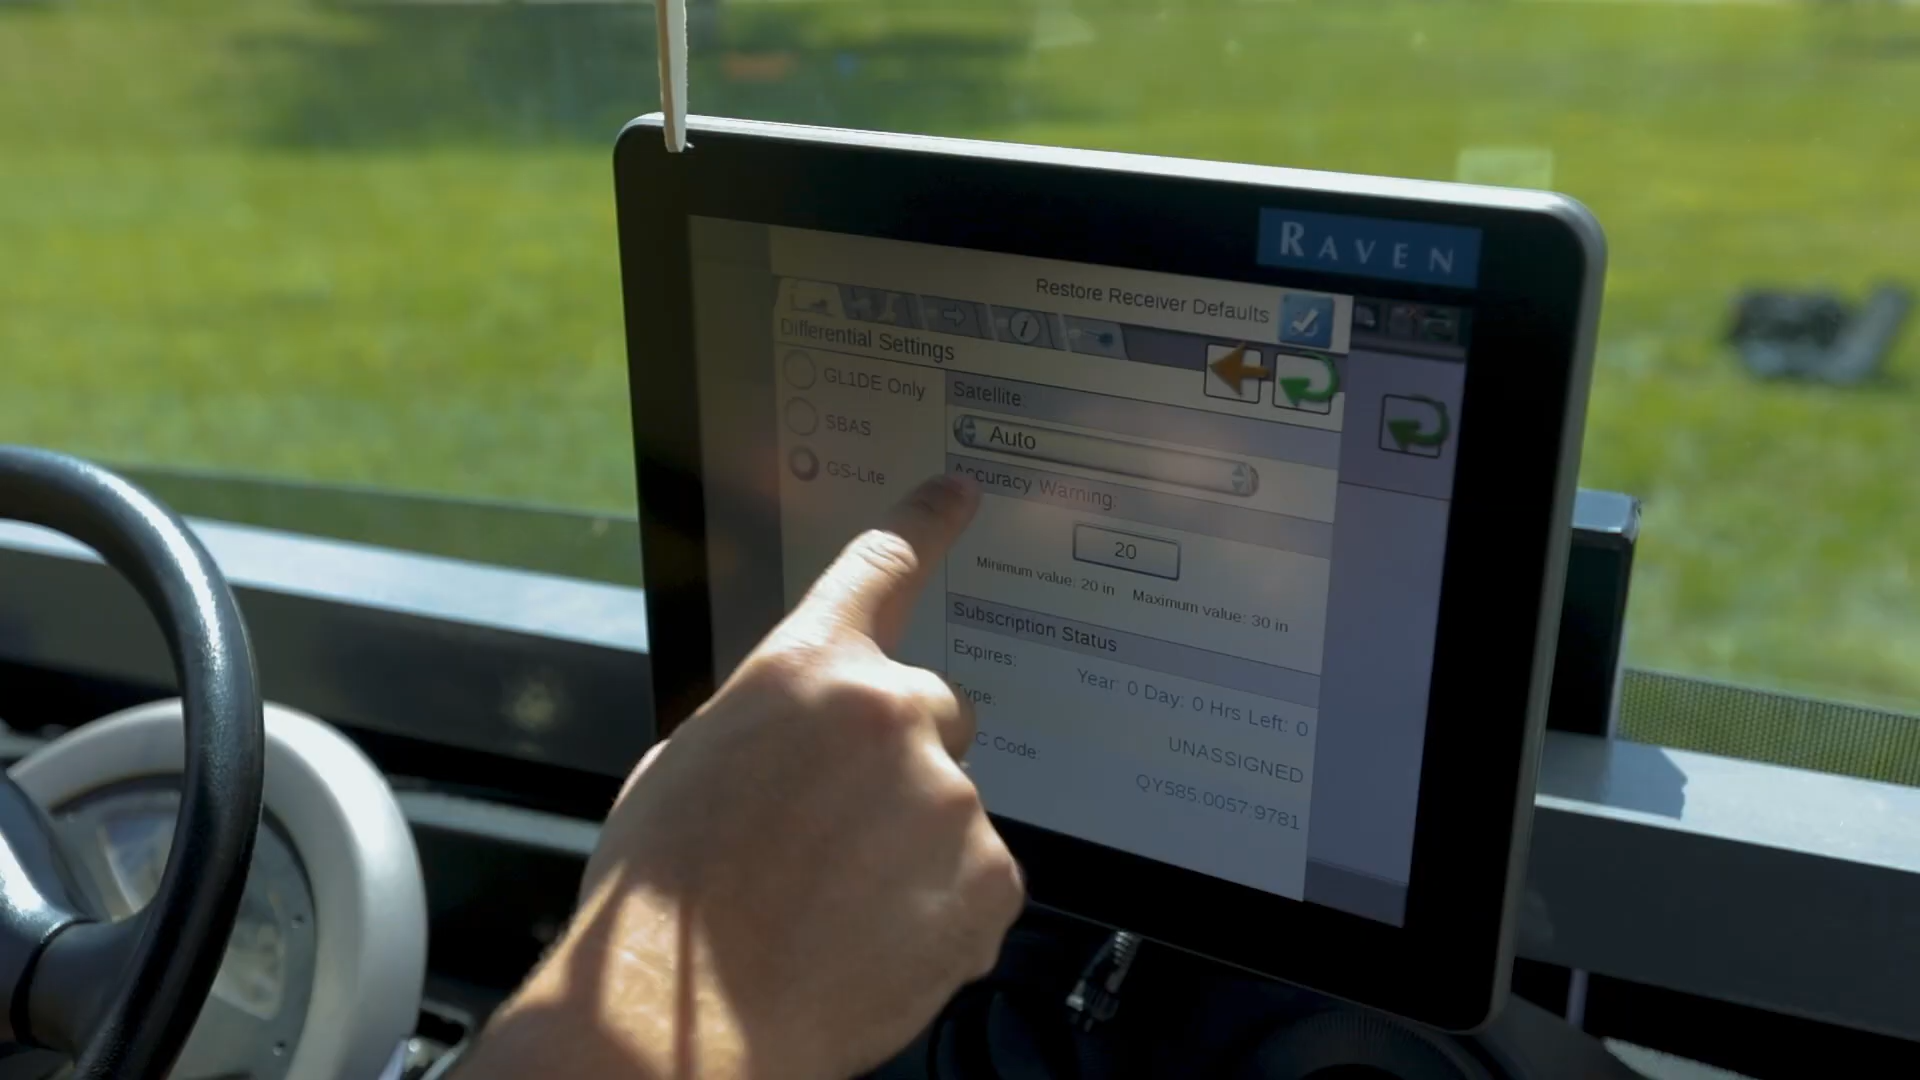 RAVEN
Restore Receiver Defaults
Differential Settings
GL1DE Only
SBAS
GS-Lite
Satellite:
Auto
Accuracy Warning:
20
Minimum value: 20 in Maximum value: 30 in
Subscription Status
Expires: Year: 0 Day: 0 Hrs Left: 0
Type: UNASSIGNED
C Code QY585:0057:9781